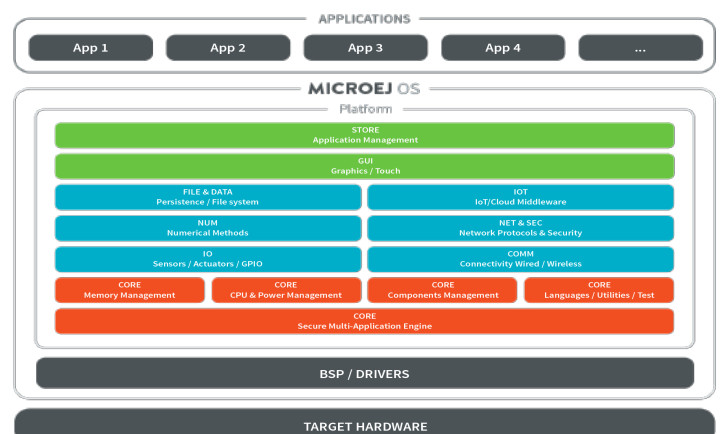 APPLICATIONS
App 1
App 2
App 3
App 4
...
MICROEJ OS
Platform
STORE
Application Management
GUI
Graphics / Touch
FILE & DATA
Persistence / File system
IOT
IoT/Cloud Middleware
NUM
Numerical Methods
NET & SEC
Network Protocols & Security
IO
Sensors / Actuators / GPIO
COMM
Connectivity Wired / Wireless
CORE
Memory Management
CORE
CPU & Power Management
CORE
Components Management
CORE
Languages / Utilities / Test
CORE
Secure Multi-Application Engine
BSP / DRIVERS
TARGET HARDWARE